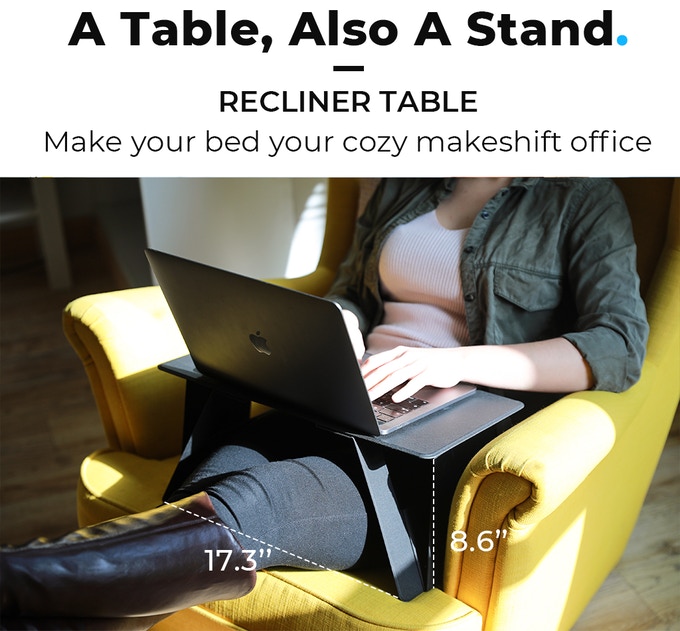 A Table, Also A Stand.
RECLINER TABLE
Make your bed your cozy makeshift office
17.3”
8.6”